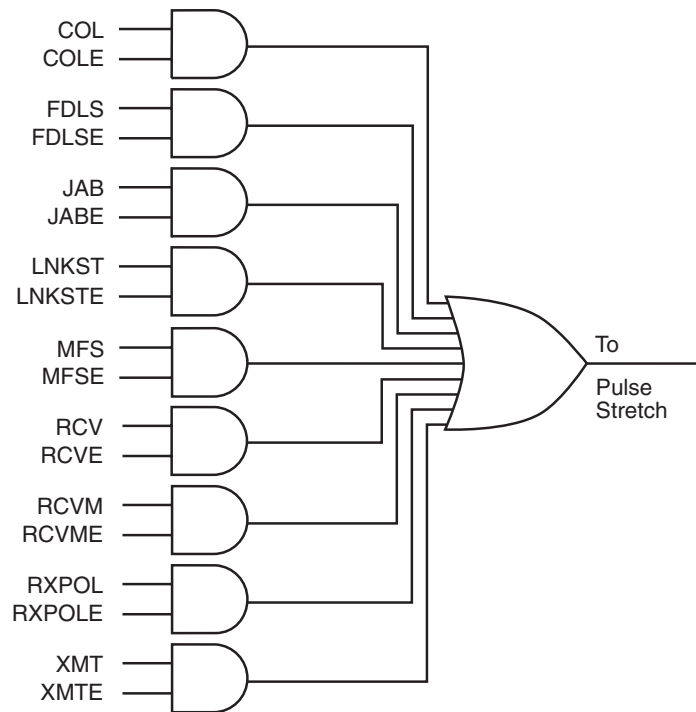 COL
COLE
FDLS
FDLSE
JAB
JABE
LNKST
LNKSTE
MFS
MFSE
RCV
RCVE
RCVM
RCVME
RXPOL
RXPOLE
XMT
XMTE
To
Pulse
Stretch